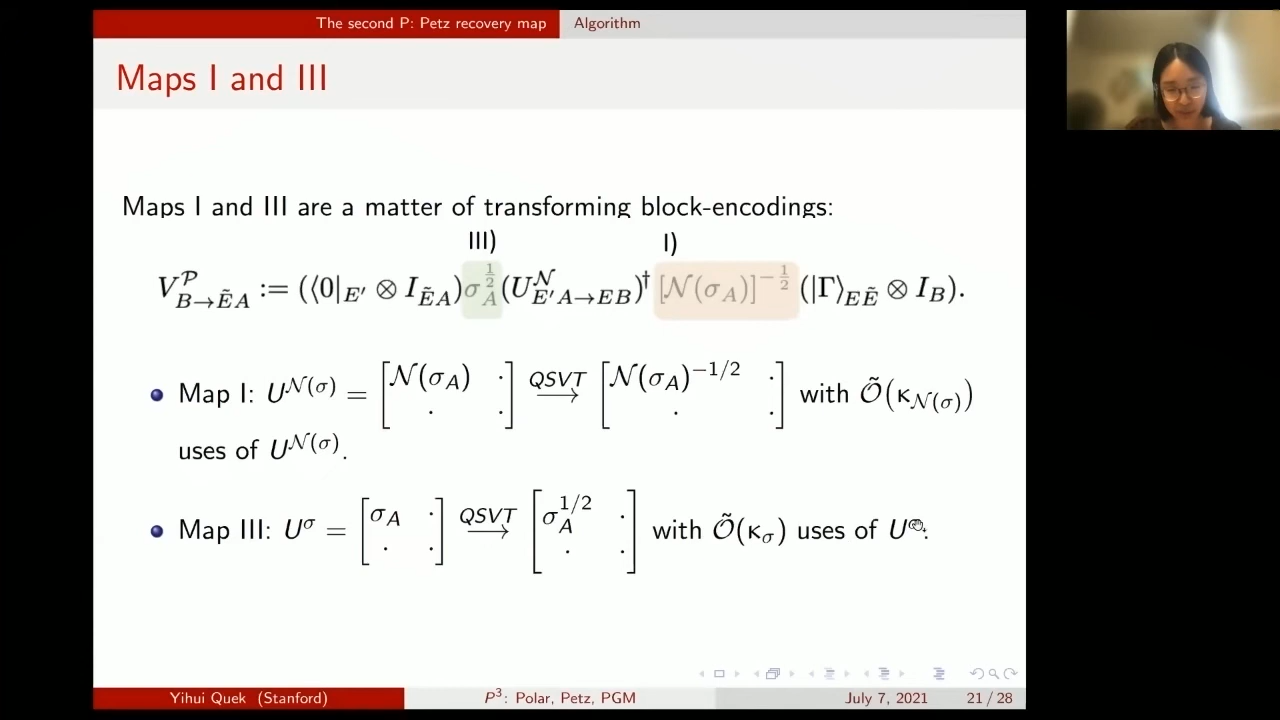 The second P: Petz recovery map Algorithm
Maps I and III
Maps I and III are a matter of transforming block-encodings:
III) I)
V^𝒫_{B→ẼA} := (⟨0|_{E′} ⊗ I_{ẼA})σ_A^{1/2}(U^𝒩_{E′A→EB})^† [𝒩(σ_A)]^{−1/2} (|Γ⟩_{EẼ} ⊗ I_B).
Map I: U^{𝒩(σ)} = [𝒩(σ_A) · ; · ·] QSVT → [𝒩(σ_A)^{−1/2} · ; · ·] with Õ(κ_{𝒩(σ)})
uses of U^{𝒩(σ)}.
Map III: U^σ = [σ_A · ; · ·] QSVT → [σ_A^{1/2} · ; · ·] with Õ(κ_σ) uses of U^σ.
Yihui Quek (Stanford) P³: Polar, Petz, PGM July 7, 2021 21 / 28